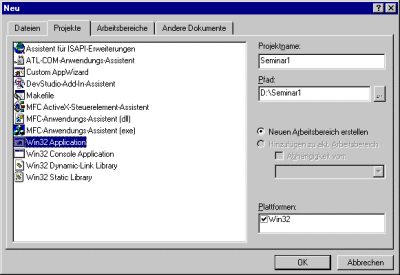 Neu
Dateien Projekte Arbeitsbereiche Andere Dokumente
Assistent für ISAPI-Erweiterungen
ATL-COM-Anwendungs-Assistent
Custom AppWizard
DevStudio-Add-In-Assistent
Makefile
MFC ActiveX-Steuerelement-Assistent
MFC-Anwendungs-Assistent (dll)
MFC-Anwendungs-Assistent (exe)
Win32 Application
Win32 Console Application
Win32 Dynamic-Link Library
Win32 Static Library
Projektname:
Seminar1
Pfad:
D:\Seminar1
...
Neuen Arbeitsbereich erstellen
Hinzufügen zu akt. Arbeitsbereich
Abhängigkeit von:
Plattformen:
Win32
OK Abbrechen